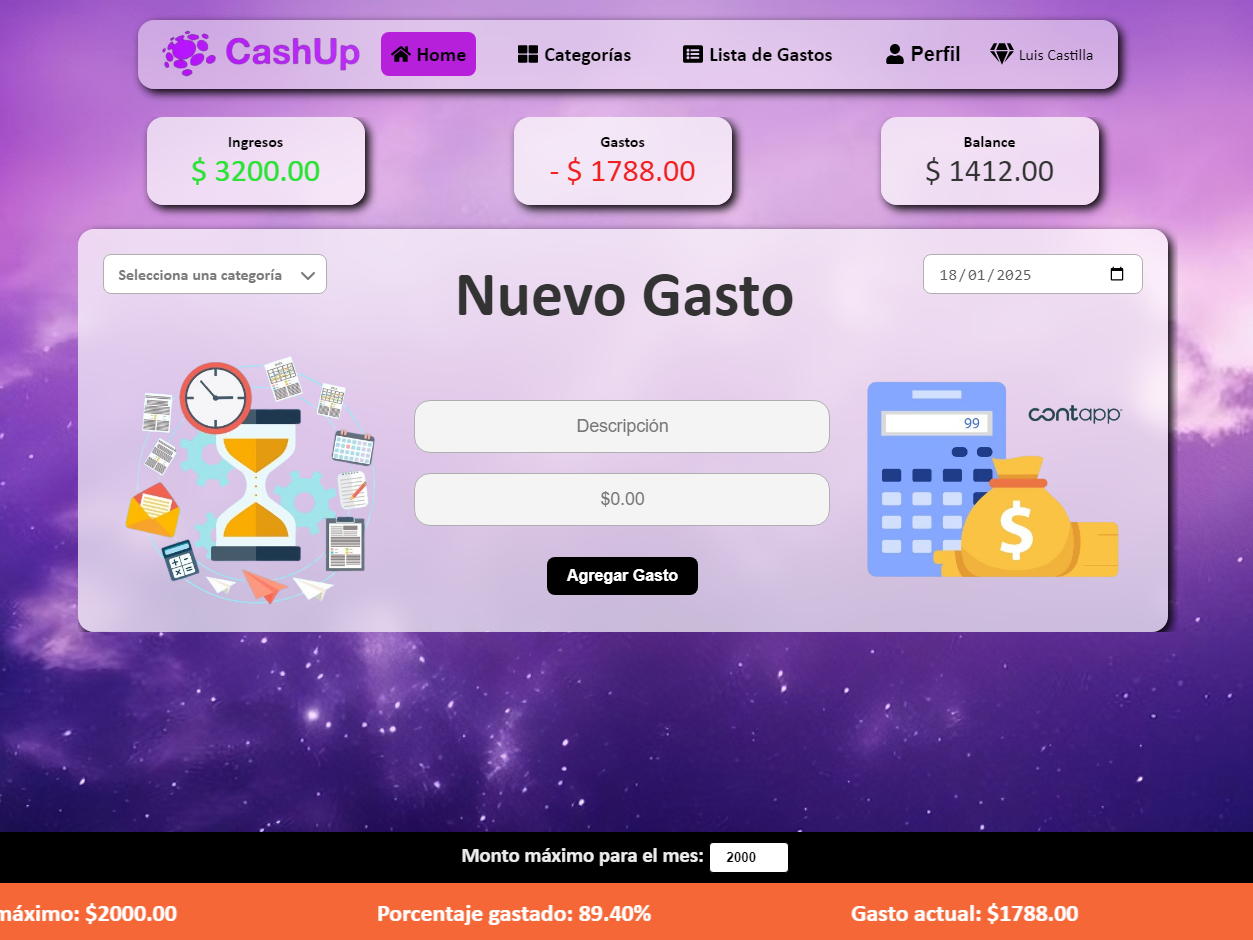 CashUp
Home
Categorías
Lista de Gastos
Perfil
Luis Castilla
Ingresos
$ 3200.00
Gastos
- $ 1788.00
Balance
$ 1412.00
Selecciona una categoría
Nuevo Gasto
18/01/2025
99
contapp
Descripción
$0.00
$
Agregar Gasto
Monto máximo para el mes: 2000
máximo: $2000.00
Porcentaje gastado: 89.40%
Gasto actual: $1788.00